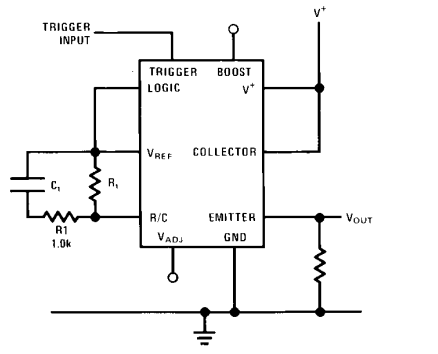 V+
TRIGGER
INPUT
TRIGGER BOOST
LOGIC V+
VREF COLLECTOR
C1
R1
R/C EMITTER VOUT
R1
1.0k
VADJ GND